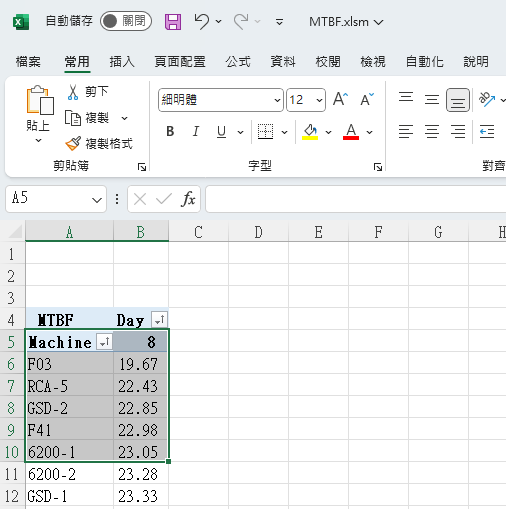 自動儲存 關閉 MTBF.xlsm
檔案 常用 插入 頁面配置 公式 資料 校閱 檢視 自動化 說明
貼上 剪下 複製 複製格式
細明體 12 A A
B I U A ab
剪貼簿 字型 對齊
A5 fx
A B C D E F G H
1
2
3
4 MTBF Day
5 Machine 8
6 F03 19.67
7 RCA-5 22.43
8 GSD-2 22.85
9 F41 22.98
10 6200-1 23.05
11 6200-2 23.28
12 GSD-1 23.33